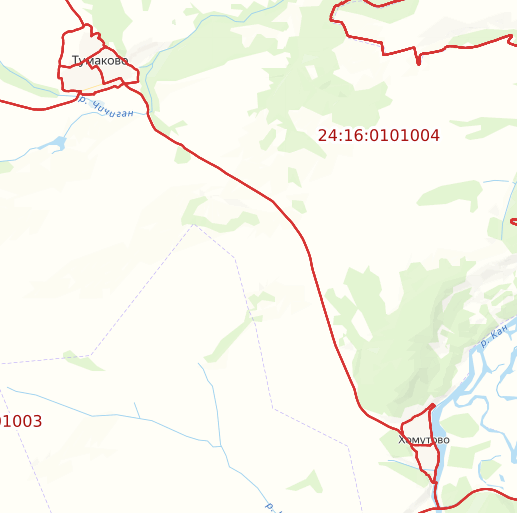 Тумаково
р. Чичиган
24:16:0101004
р. Кан
01003
Хомутово
р.